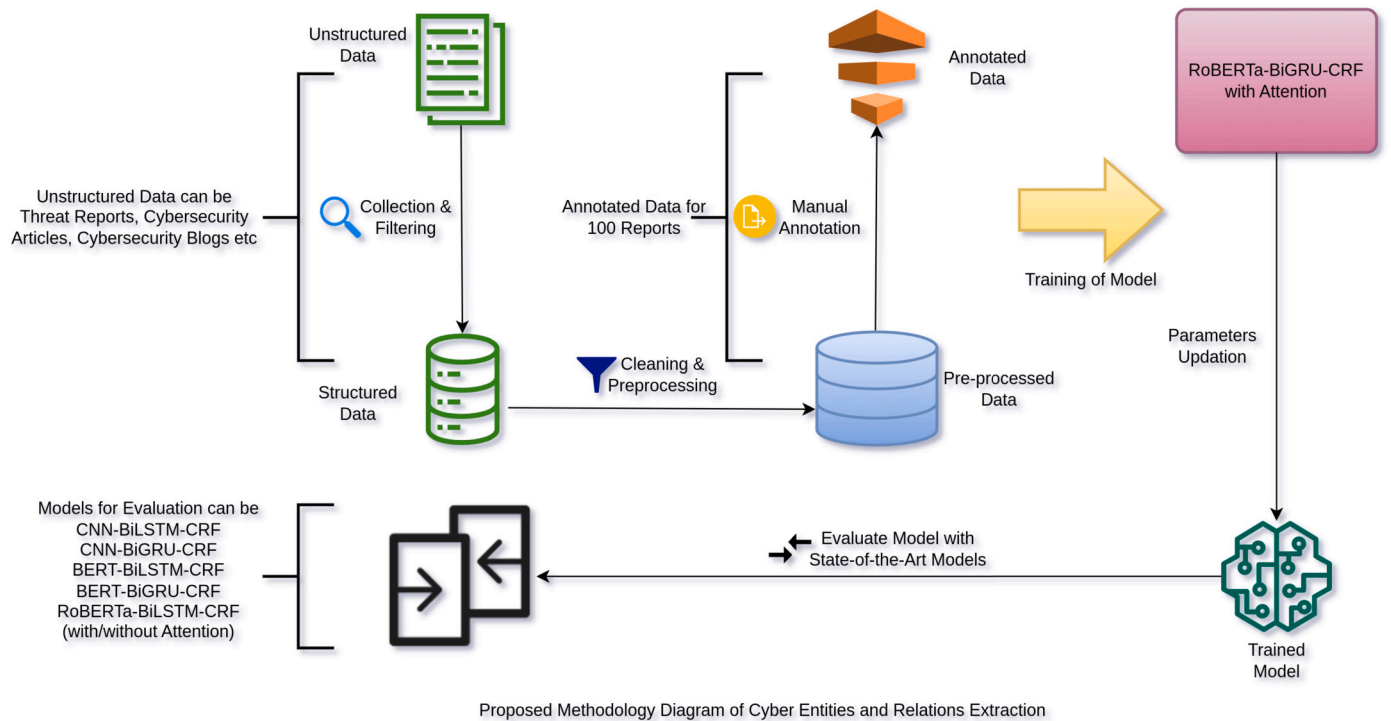 Unstructured
Data
Annotated
Data
RoBERTa-BiGRU-CRF
with Attention
Unstructured Data can be
Threat Reports, Cybersecurity
Articles, Cybersecurity Blogs etc
Collection &
Filtering
Annotated Data for
100 Reports
Manual
Annotation
Training of Model
Parameters
Updation
Structured
Data
Cleaning &
Preprocessing
Pre-processed
Data
Models for Evaluation can be
CNN-BiLSTM-CRF
CNN-BiGRU-CRF
BERT-BiLSTM-CRF
BERT-BiGRU-CRF
RoBERTa-BiLSTM-CRF
(with/without Attention)
Evaluate Model with
State-of-the-Art Models
Trained
Model
Proposed Methodology Diagram of Cyber Entities and Relations Extraction